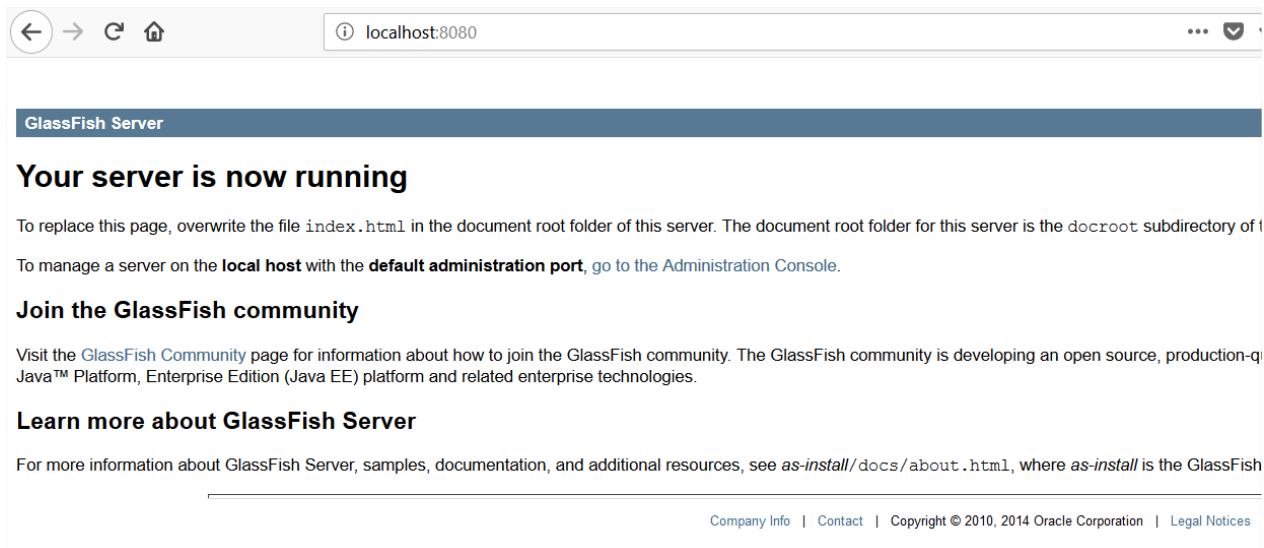 localhost:8080
GlassFish Server
Your server is now running
To replace this page, overwrite the file index.html in the document root folder of this server. The document root folder for this server is the docroot subdirectory of
To manage a server on the local host with the default administration port, go to the Administration Console.
Join the GlassFish community
Visit the GlassFish Community page for information about how to join the GlassFish community. The GlassFish community is developing an open source, production-
Java™ Platform, Enterprise Edition (Java EE) platform and related enterprise technologies.
Learn more about GlassFish Server
For more information about GlassFish Server, samples, documentation, and additional resources, see as-install/docs/about.html, where as-install is the GlassFish
Company Info | Contact | Copyright © 2010, 2014 Oracle Corporation | Legal Notices